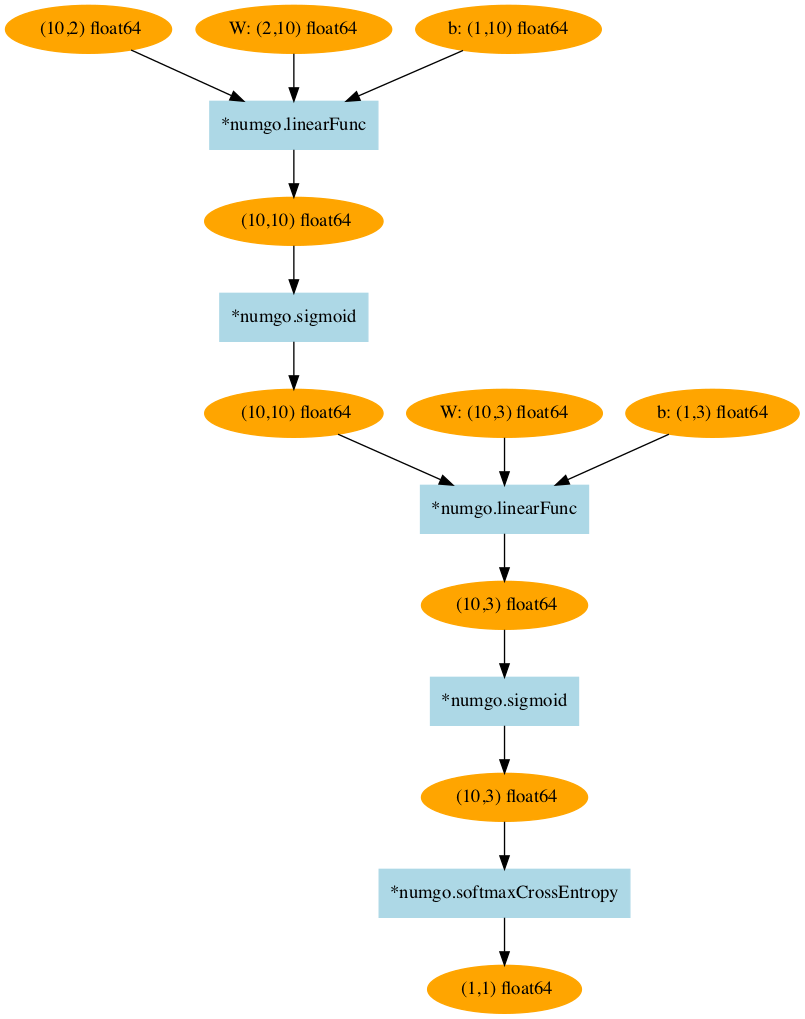 (10,2) float64
W: (2,10) float64
b: (1,10) float64
*numgo.linearFunc
(10,10) float64
*numgo.sigmoid
(10,10) float64
W: (10,3) float64
b: (1,3) float64
*numgo.linearFunc
(10,3) float64
*numgo.sigmoid
(10,3) float64
*numgo.softmaxCrossEntropy
(1,1) float64